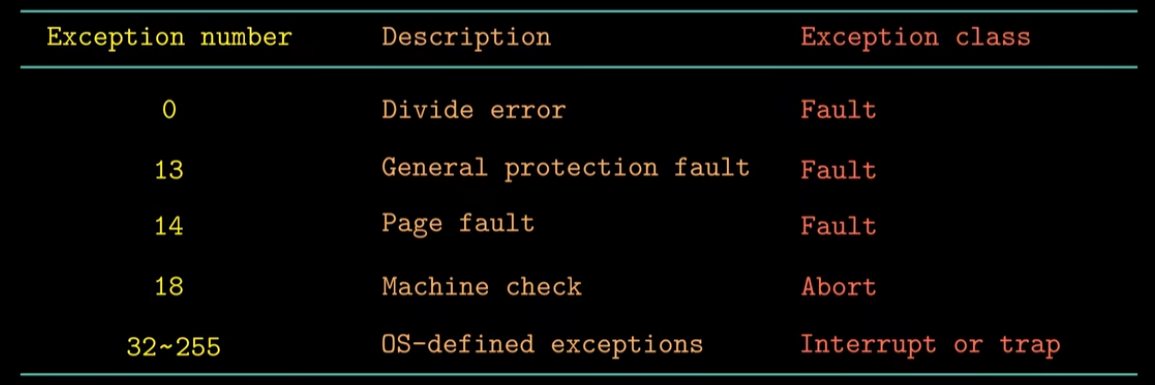 Exception number Description Exception class
0 Divide error Fault
13 General protection fault Fault
14 Page fault Fault
18 Machine check Abort
32~255 OS-defined exceptions Interrupt or trap